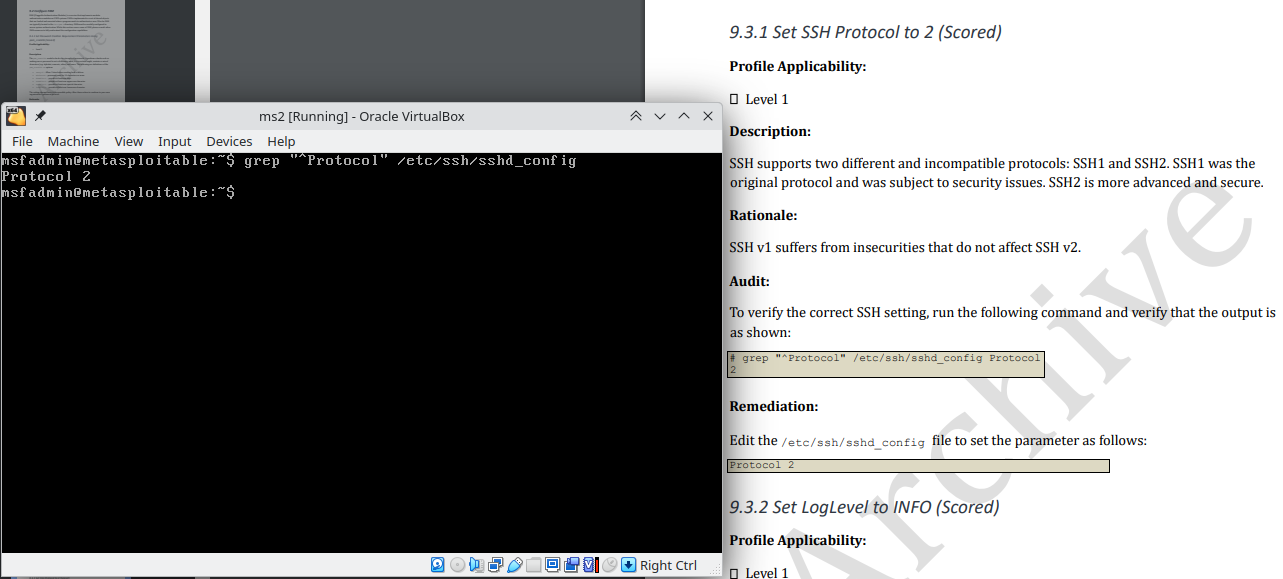 ms2 [Running] - Oracle VirtualBox
File Machine View Input Devices Help
msfadmin@metasploitable:~$ grep "^Protocol" /etc/ssh/sshd_config
Protocol 2
msfadmin@metasploitable:~$
Right Ctrl
9.3.1 Set SSH Protocol to 2 (Scored)
Profile Applicability:
Level 1
Description:
SSH supports two different and incompatible protocols: SSH1 and SSH2. SSH1 was the
original protocol and was subject to security issues. SSH2 is more advanced and secure.
Rationale:
SSH v1 suffers from insecurities that do not affect SSH v2.
Audit:
To verify the correct SSH setting, run the following command and verify that the output is
as shown:
# grep "^Protocol" /etc/ssh/sshd_config Protocol
2
Remediation:
Edit the /etc/ssh/sshd_config file to set the parameter as follows:
Protocol 2
9.3.2 Set LogLevel to INFO (Scored)
Profile Applicability:
Level 1
Archive